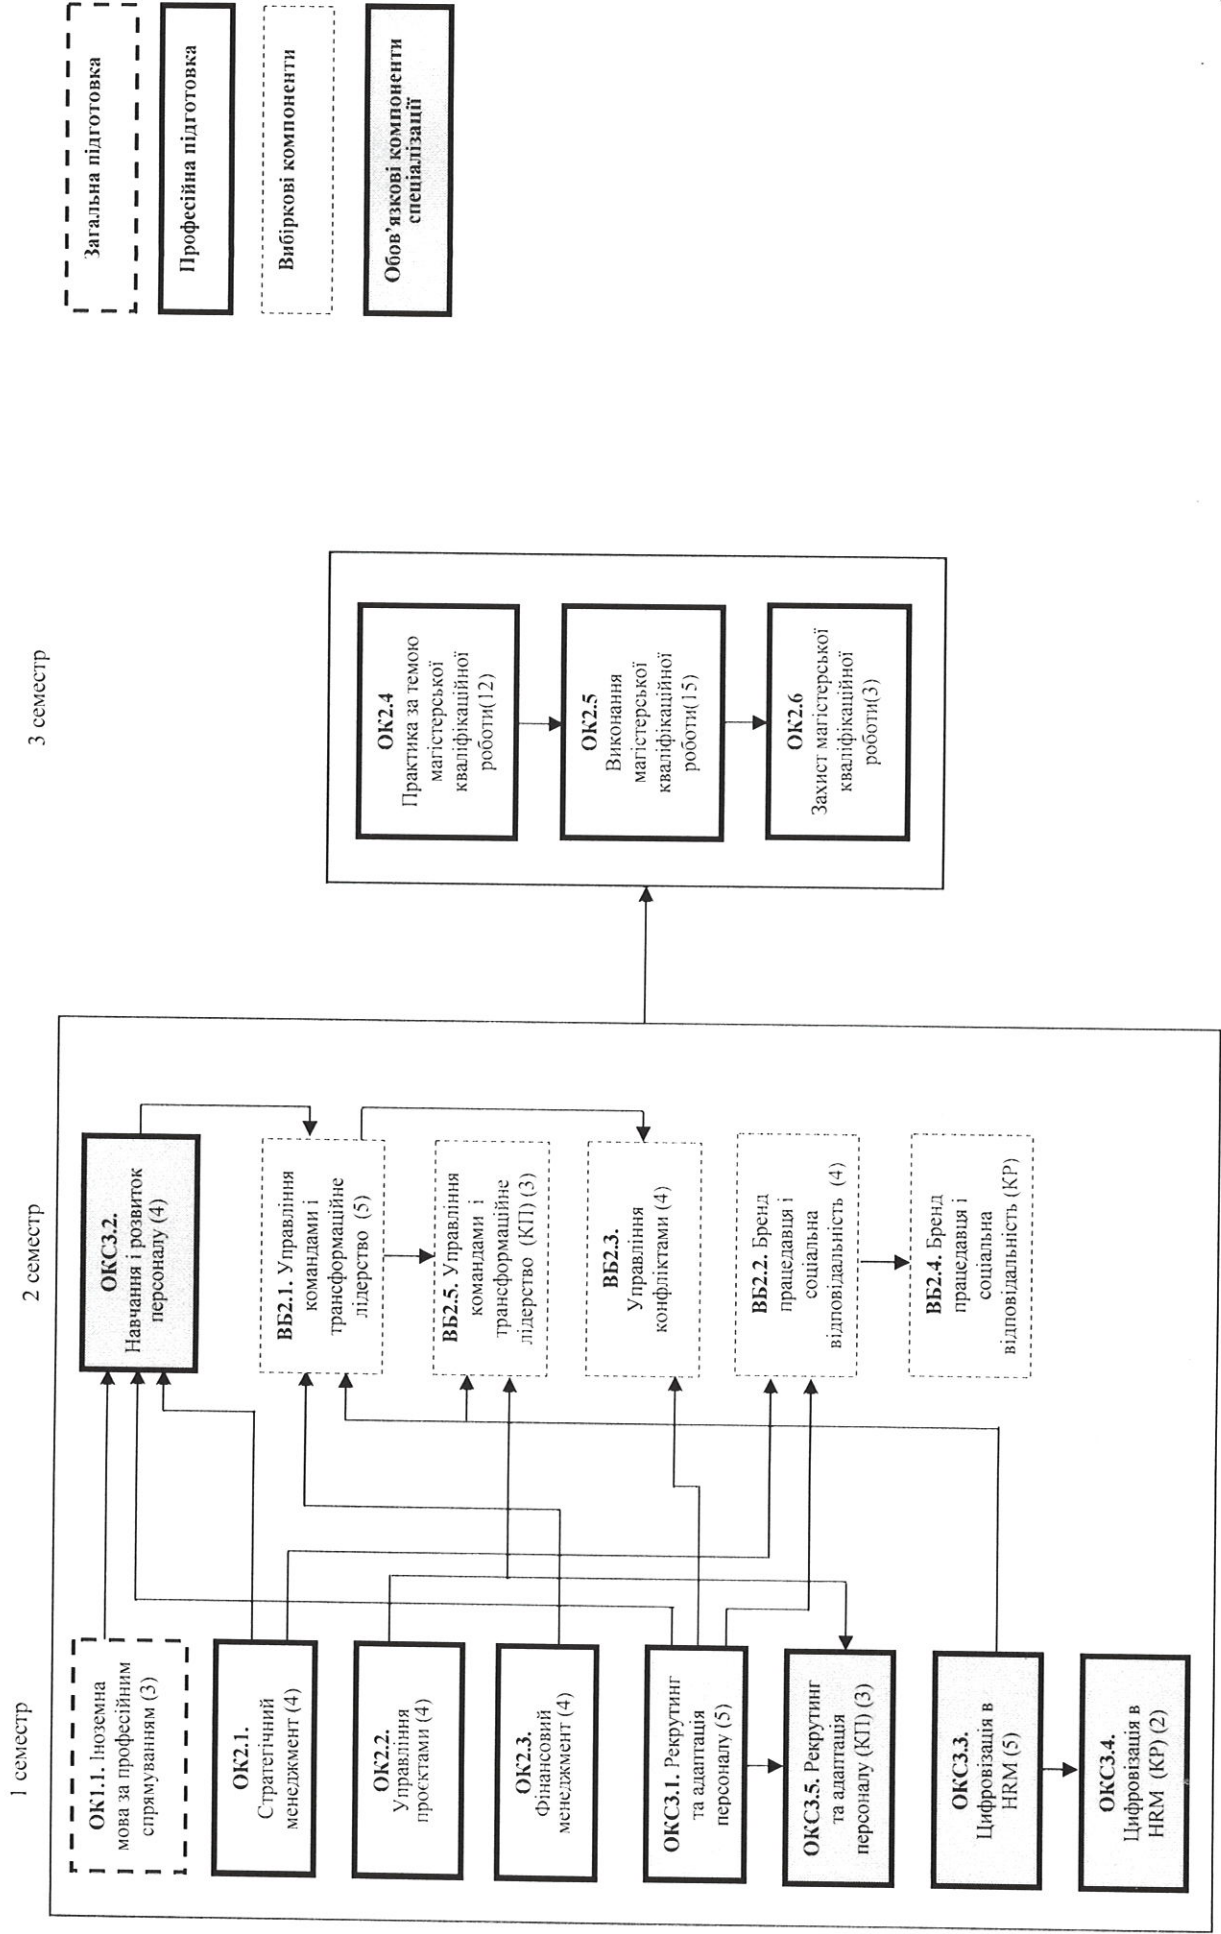 1 семестр
ОК1.1. Іноземна
мова за професійним
спрямуванням (3)
ОК2.1.
Стратегічний
менеджмент (4)
ОК2.2.
Управління
проєктами (4)
ОК2.3.
Фінансовий
менеджмент (4)
ОКС3.1. Рекрутинг
та адаптація
персоналу (5)
ОКС3.5. Рекрутинг
та адаптація
персоналу (КП) (3)
ОКС3.3.
Цифровізація в
HRM (5)
ОКС3.4.
Цифровізація в
HRM (КР) (2)
2 семестр
ОКС3.2.
Навчання і розвиток
персоналу (4)
ВБ2.1. Управління
командами і
трансформаційне
лідерство (5)
ВБ2.5. Управління
командами і
трансформаційне
лідерство (КП) (3)
ВБ2.3.
Управління
конфліктами (4)
ВБ2.2. Бренд
працедавця і
соціальна
відповідальність (4)
ВБ2.4. Бренд
працедавця і
соціальна
відповідальність (КР)
3 семестр
ОК2.4
Практика за темою
магістерської
кваліфікаційної
роботи(12)
ОК2.5
Виконання
магістерської
кваліфікаційної
роботи(15)
ОК2.6
Захист магістерської
кваліфікаційної
роботи(3)
Загальна підготовка
Професійна підготовка
Вибіркові компоненти
Обов’язкові компоненти
спеціалізації